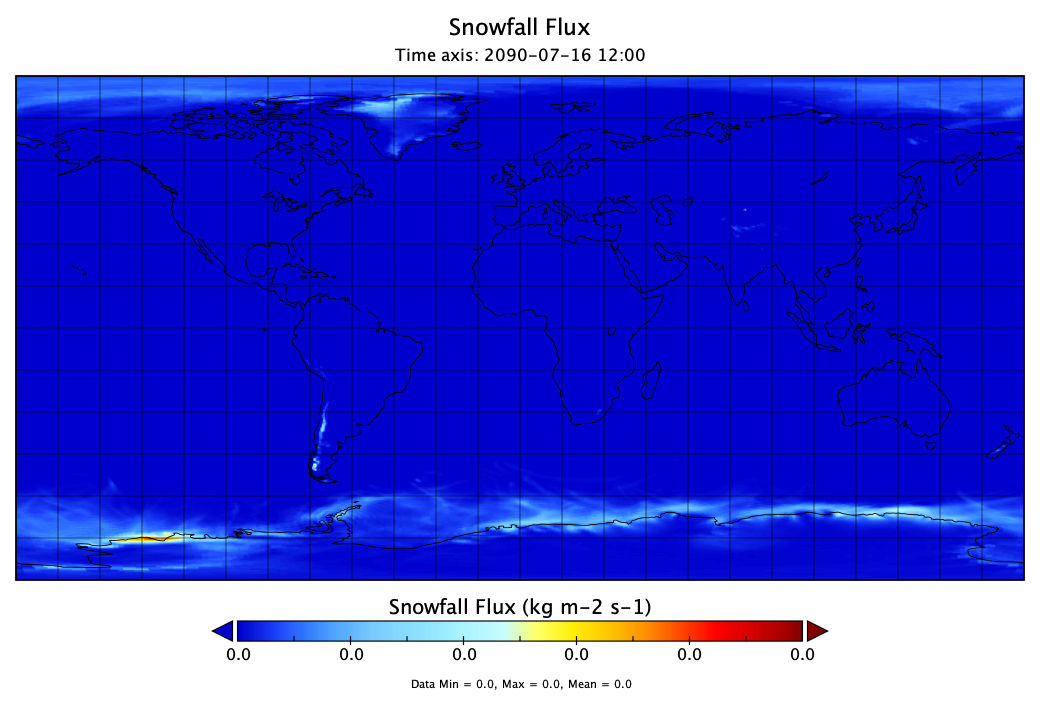 Snowfall Flux
Time axis: 2090-07-16 12:00
Snowfall Flux (kg m-2 s-1)
0.0 0.0 0.0 0.0 0.0 0.0
Data Min = 0.0, Max = 0.0, Mean = 0.0